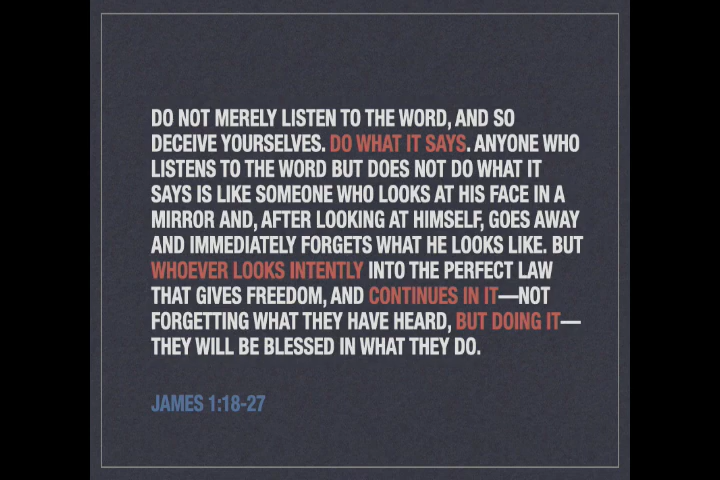 DO NOT MERELY LISTEN TO THE WORD, AND SO
DECEIVE YOURSELVES. DO WHAT IT SAYS. ANYONE WHO
LISTENS TO THE WORD BUT DOES NOT DO WHAT IT
SAYS IS LIKE SOMEONE WHO LOOKS AT HIS FACE IN A
MIRROR AND, AFTER LOOKING AT HIMSELF, GOES AWAY
AND IMMEDIATELY FORGETS WHAT HE LOOKS LIKE. BUT
WHOEVER LOOKS INTENTLY INTO THE PERFECT LAW
THAT GIVES FREEDOM, AND CONTINUES IN IT—NOT
FORGETTING WHAT THEY HAVE HEARD, BUT DOING IT—
THEY WILL BE BLESSED IN WHAT THEY DO.
JAMES 1:18-27